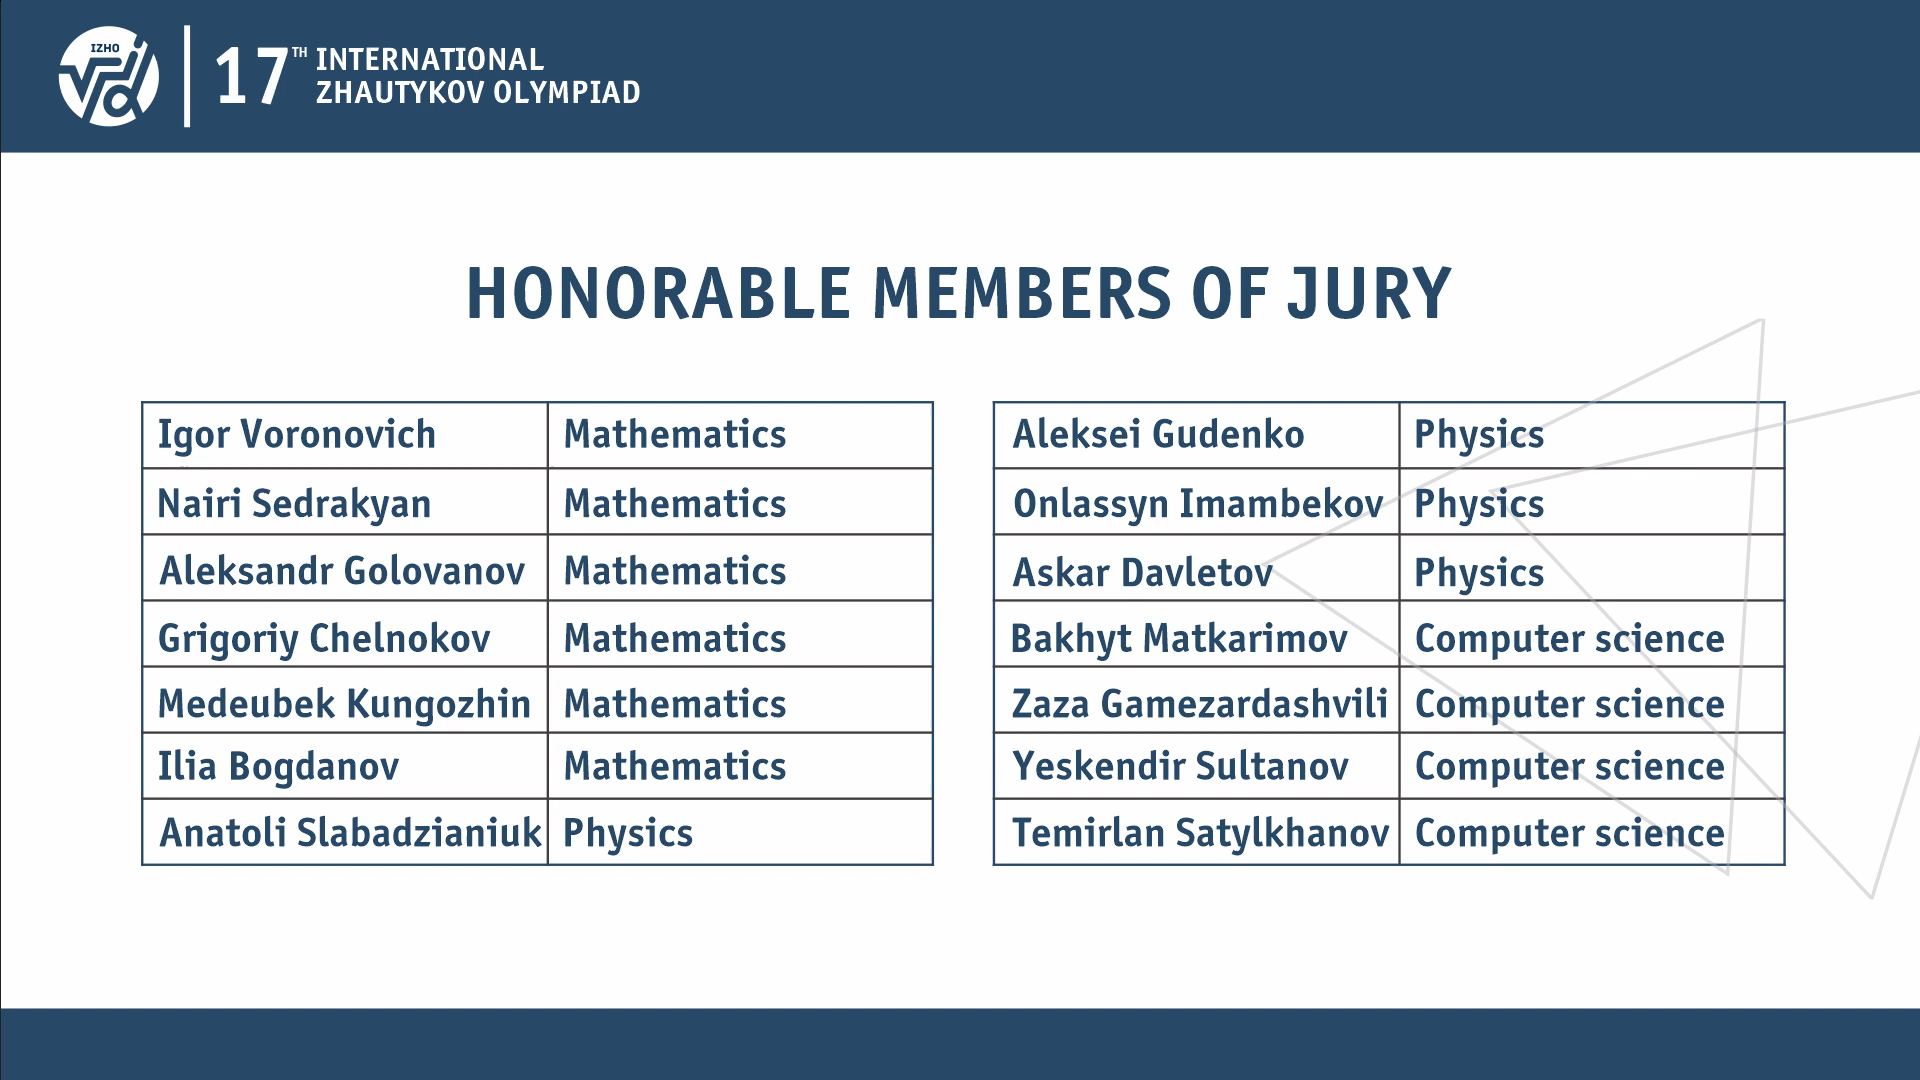 IZHO
17TH INTERNATIONAL
ZHAUTYKOV OLYMPIAD
HONORABLE MEMBERS OF JURY
Igor Voronovich Mathematics
Nairi Sedrakyan Mathematics
Aleksandr Golovanov Mathematics
Grigoriy Chelnokov Mathematics
Medeubek Kungozhin Mathematics
Ilia Bogdanov Mathematics
Anatoli Slabadzianiuk Physics
Aleksei Gudenko Physics
Onlassyn Imambekov Physics
Askar Davletov Physics
Bakhyt Matkarimov Computer science
Zaza Gamezardashvili Computer science
Yeskendir Sultanov Computer science
Temirlan Satylkhanov Computer science